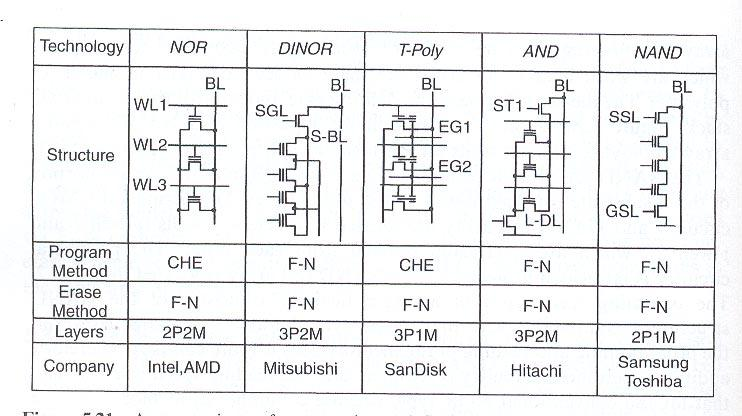 Technology NOR DINOR T-Poly AND NAND
Structure
BL
WL1
WL2
WL3
BL
SGL
S-BL
BL
EG1
EG2
BL
ST1
L-DL
BL
SSL
GSL
Program Method CHE F-N CHE F-N F-N
Erase Method F-N F-N F-N F-N F-N
Layers 2P2M 3P2M 3P1M 3P2M 2P1M
Company Intel,AMD Mitsubishi SanDisk Hitachi Samsung Toshiba